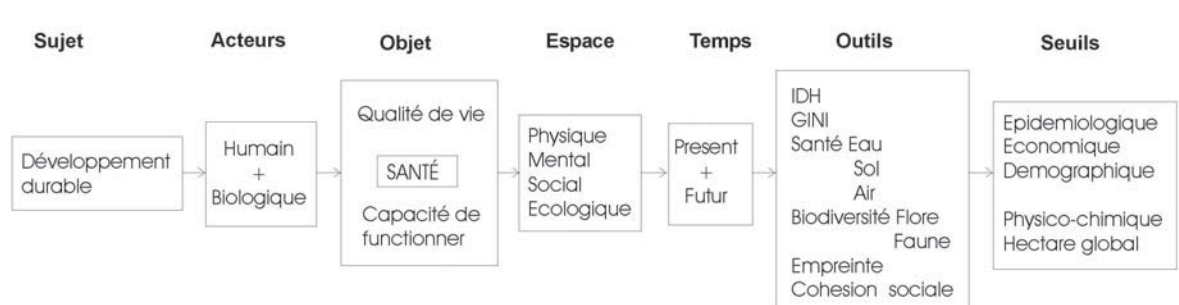 Sujet
Acteurs
Objet
Espace
Temps
Outils
Seuils
Développement
durable
Humain
+
Biologique
Qualité de vie
SANTÉ
Capacité de
functionner
Physique
Mental
Social
Ecologique
Present
+
Futur
IDH
GINI
Santé Eau
Sol
Air
Biodiversité Flore
Faune
Empreinte
Cohesion sociale
Epidemiologique
Economique
Demographique
Physico-chimique
Hectare global